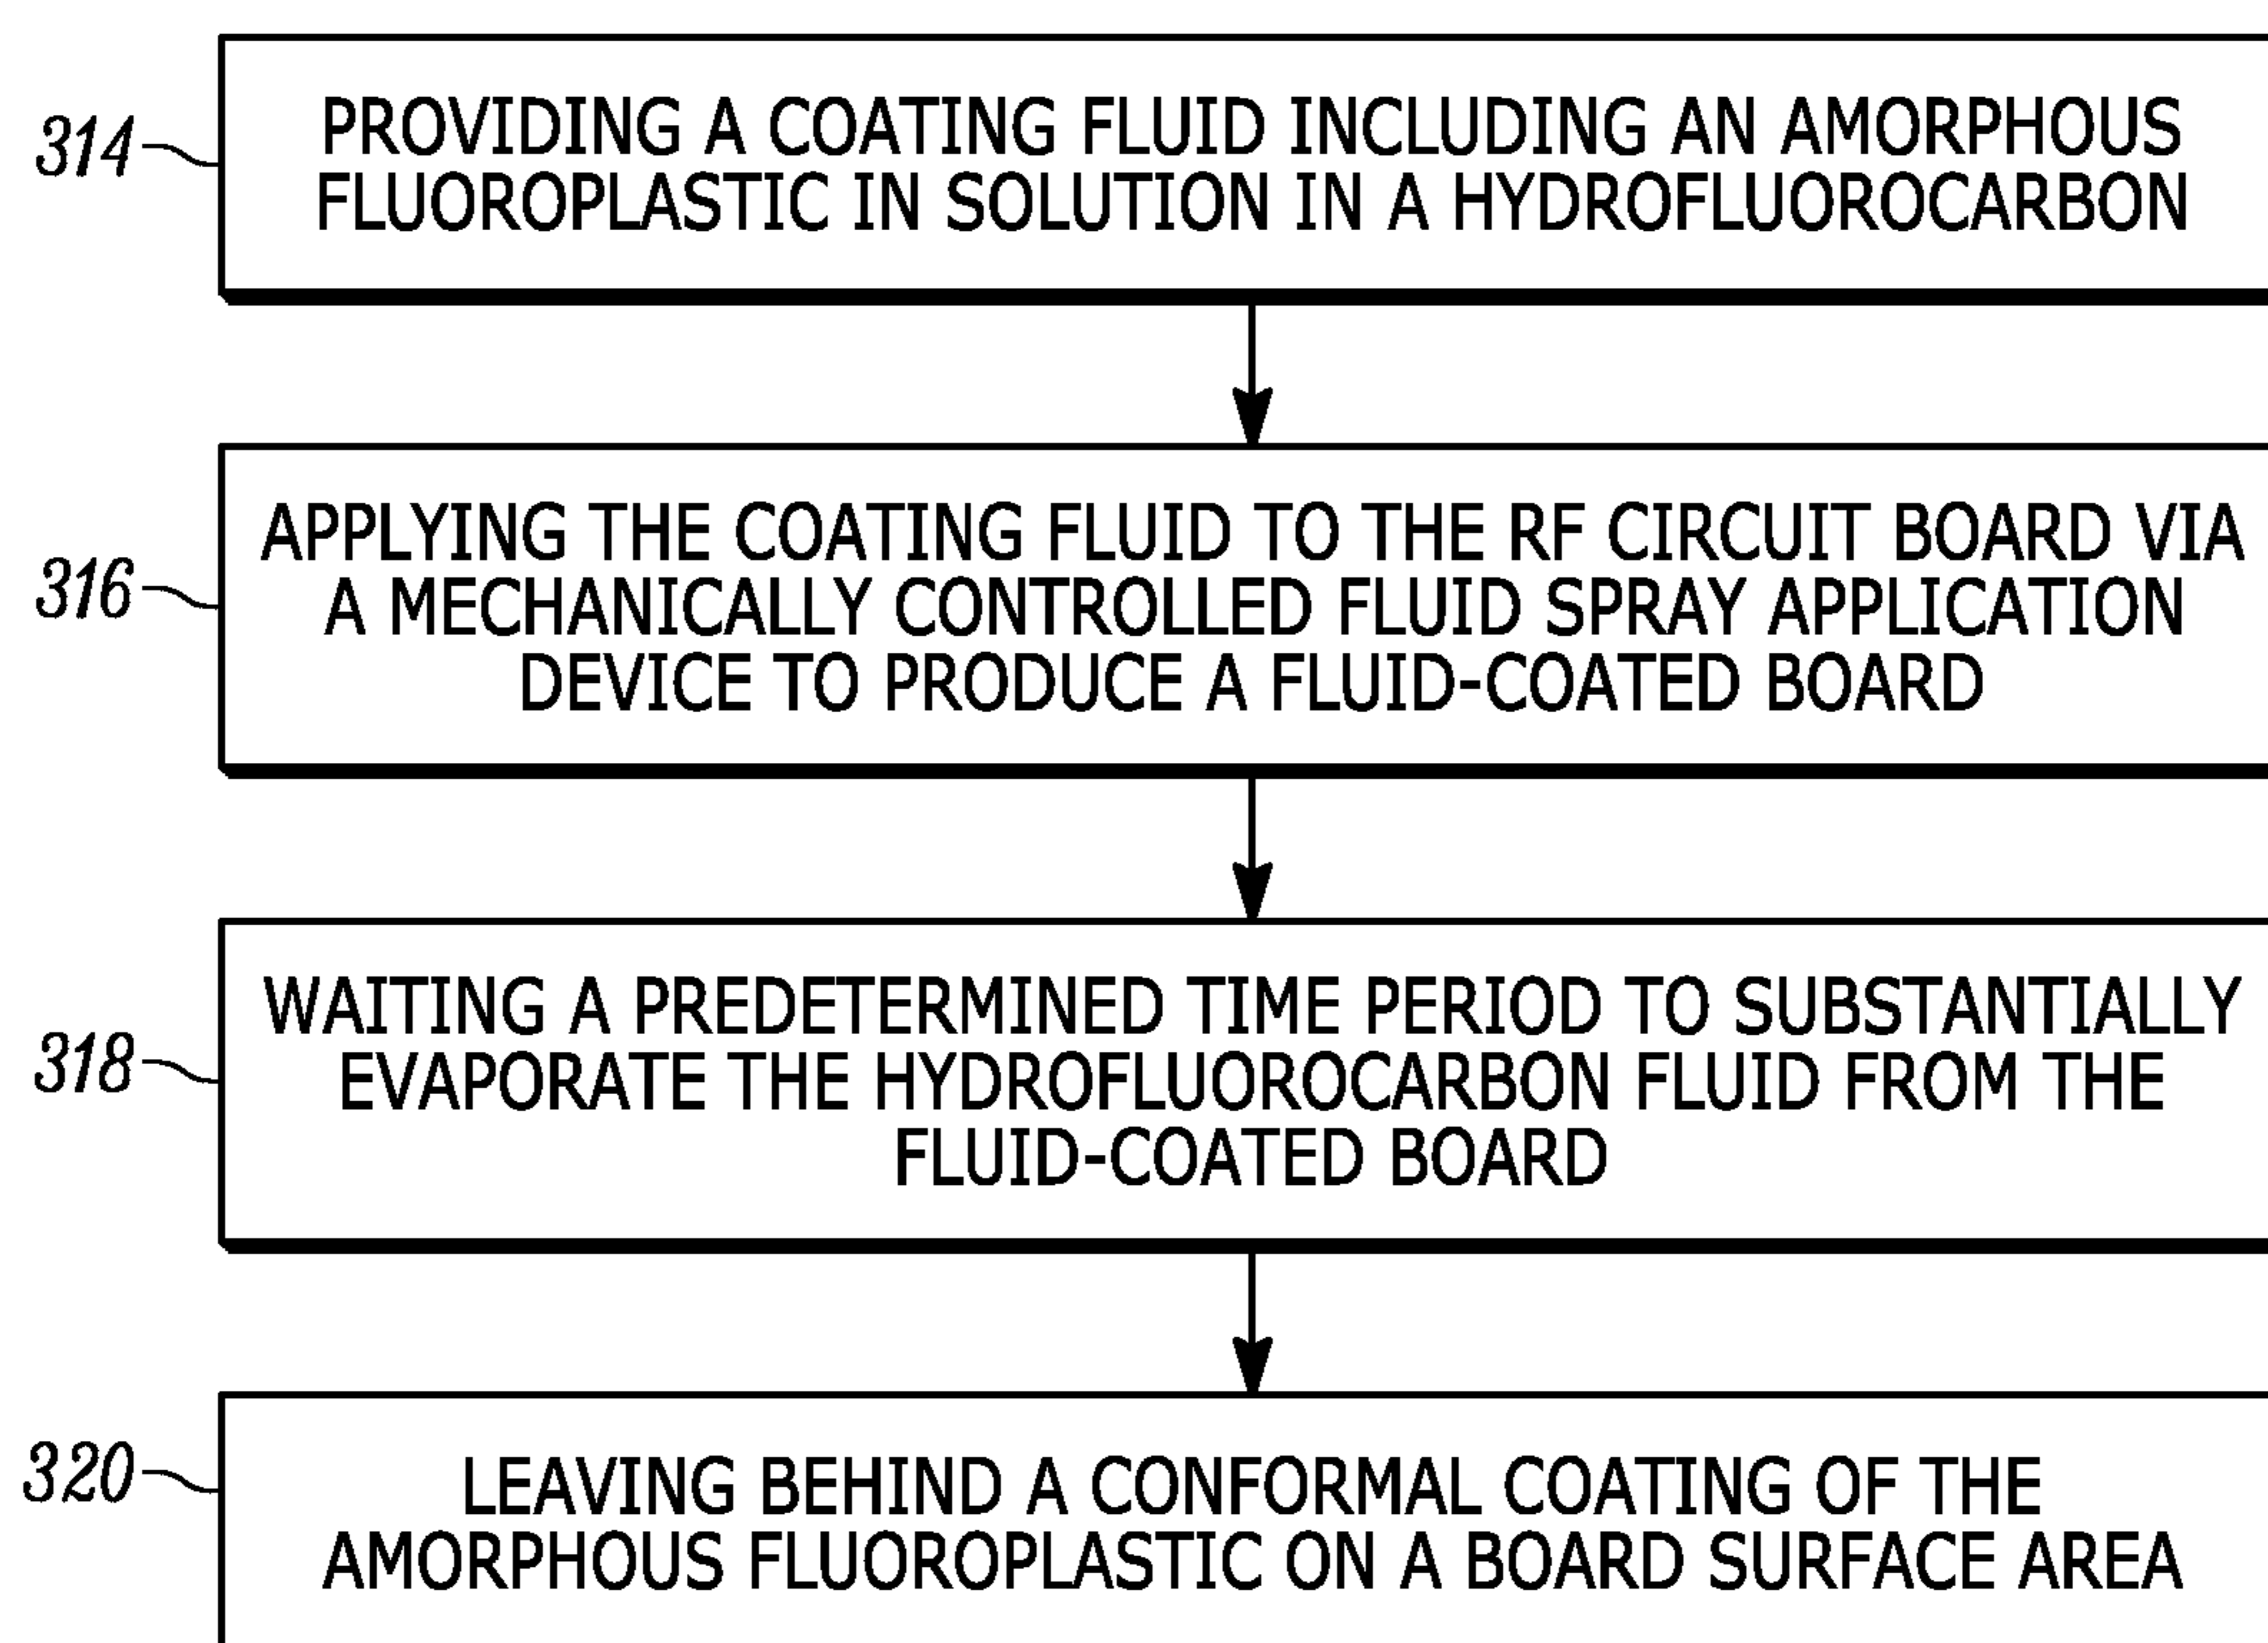 314
PROVIDING A COATING FLUID INCLUDING AN AMORPHOUS
FLUOROPLASTIC IN SOLUTION IN A HYDROFLUOROCARBON
316
APPLYING THE COATING FLUID TO THE RF CIRCUIT BOARD VIA
A MECHANICALLY CONTROLLED FLUID SPRAY APPLICATION
DEVICE TO PRODUCE A FLUID-COATED BOARD
318
WAITING A PREDETERMINED TIME PERIOD TO SUBSTANTIALLY
EVAPORATE THE HYDROFLUOROCARBON FLUID FROM THE
FLUID-COATED BOARD
320
LEAVING BEHIND A CONFORMAL COATING OF THE
AMORPHOUS FLUOROPLASTIC ON A BOARD SURFACE AREA